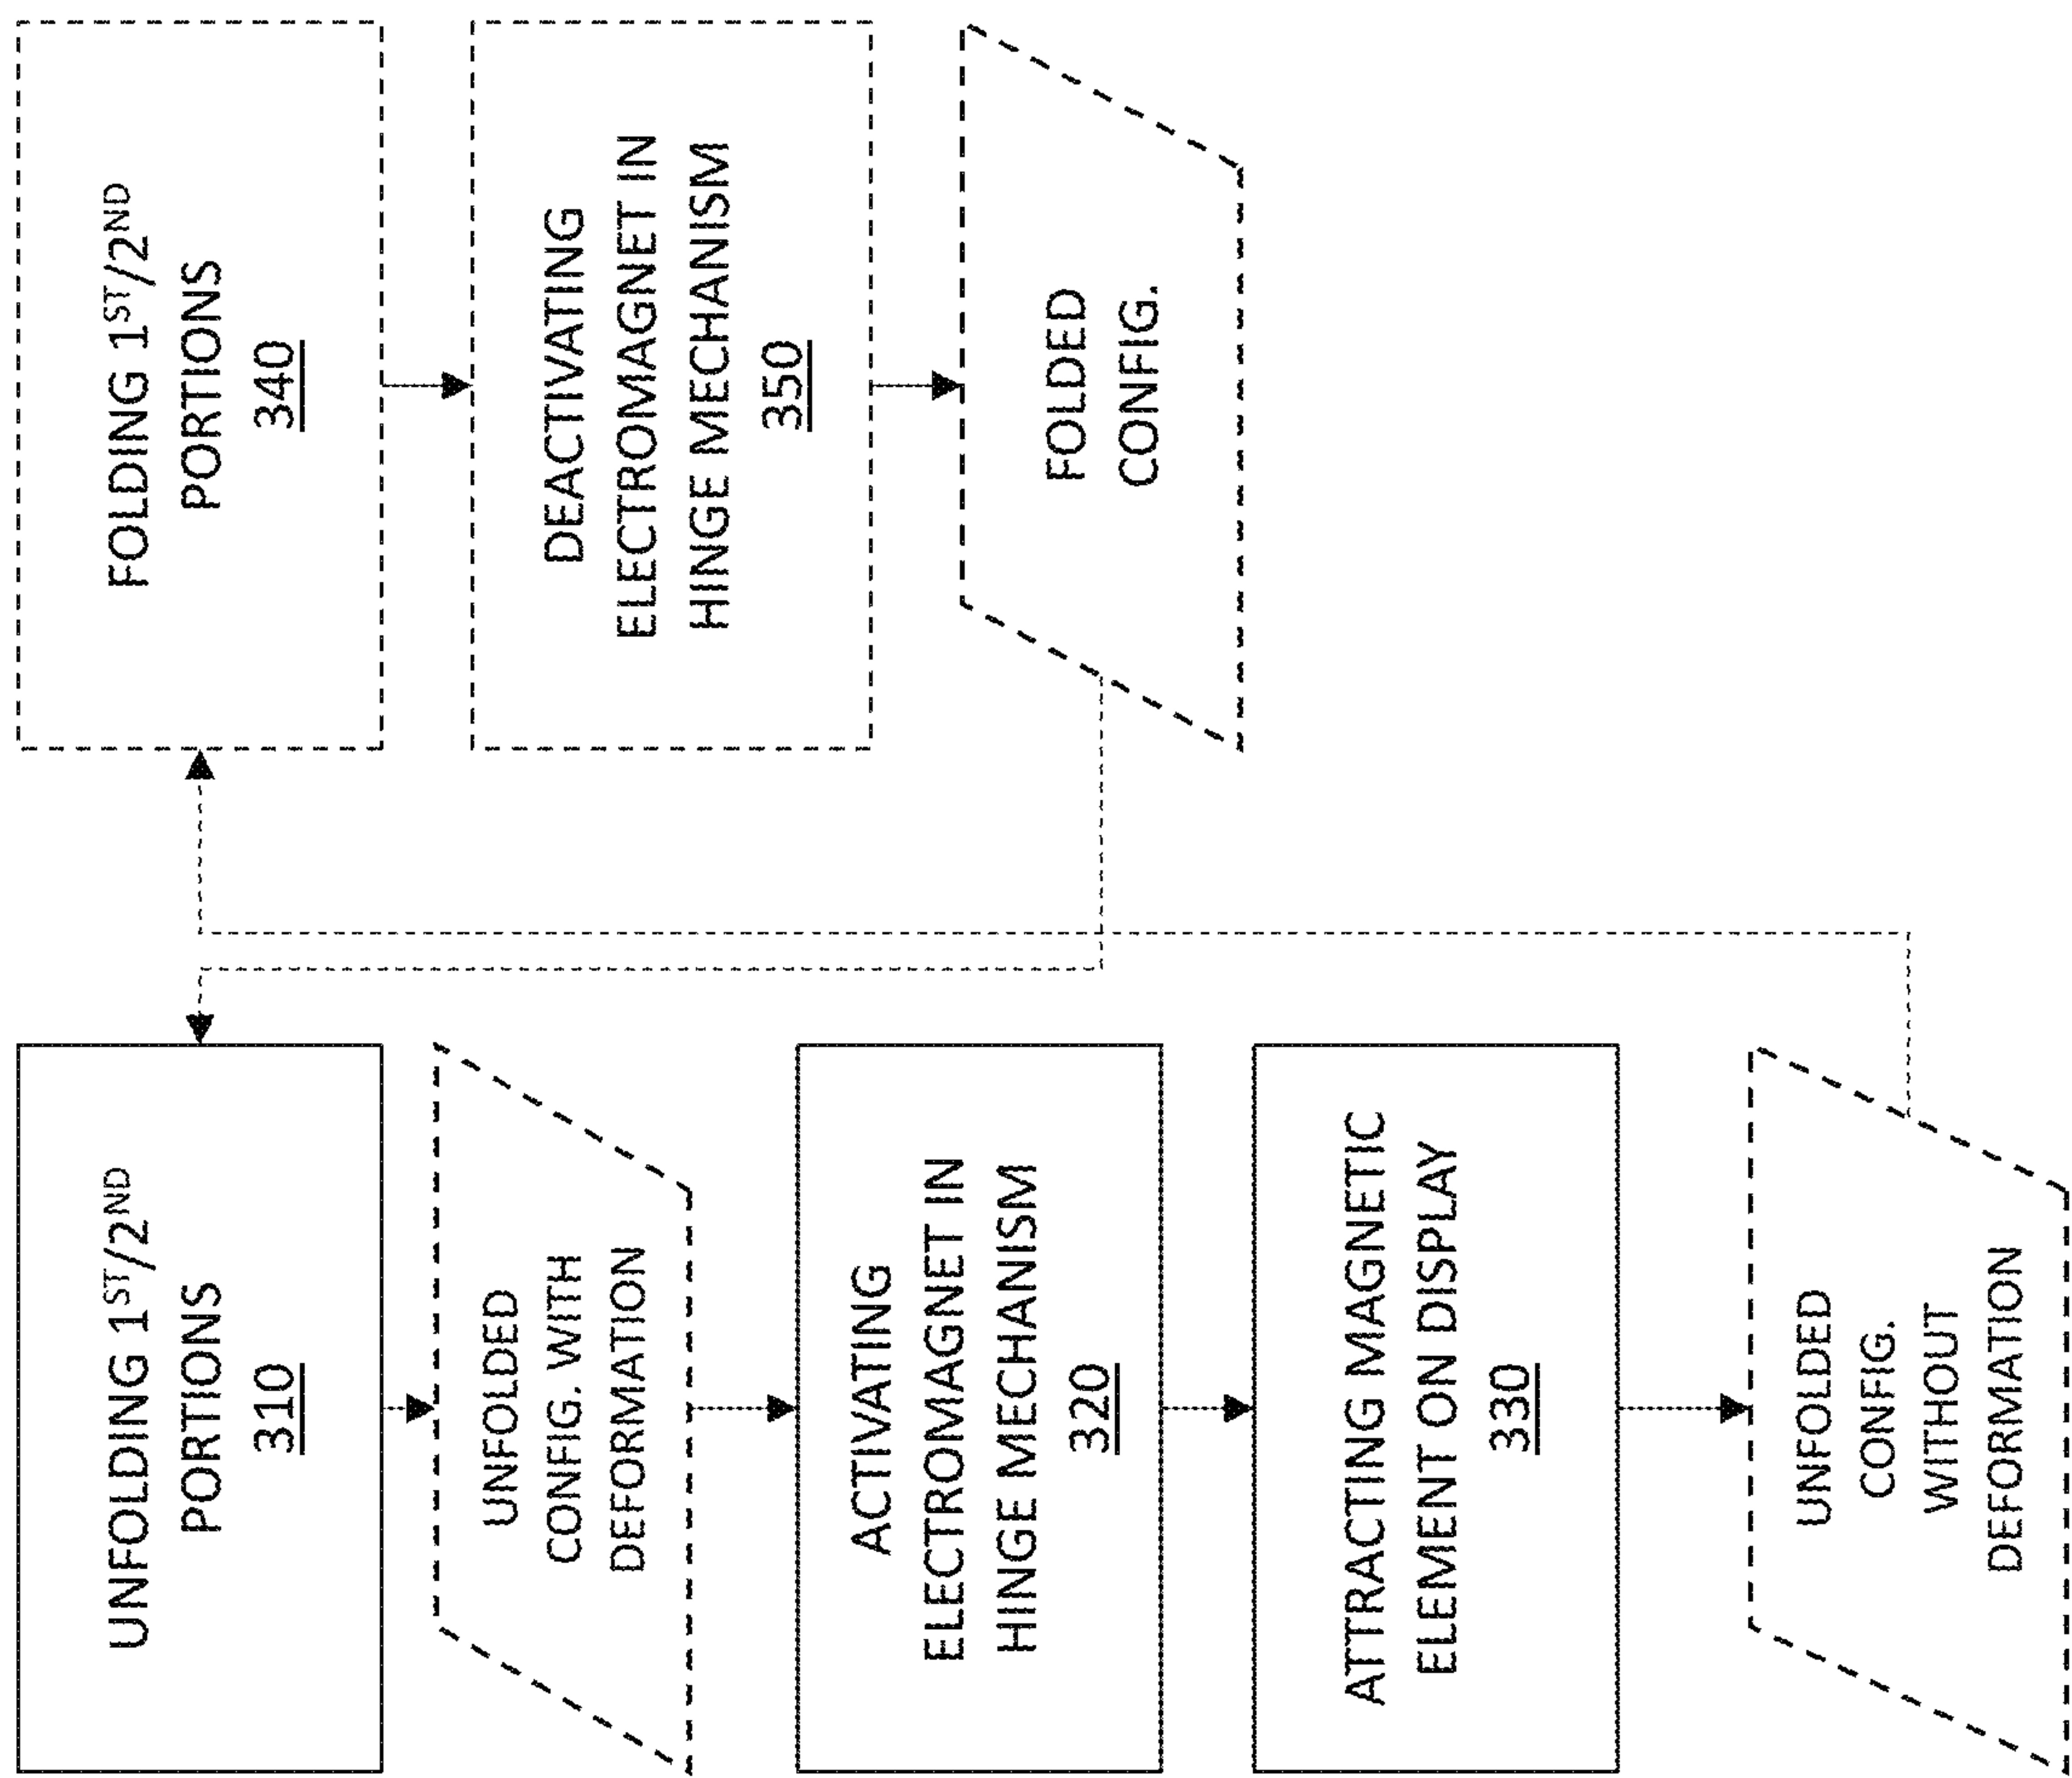 UNFOLDING 1ST/2ND
PORTIONS
310
UNFOLDED
CONFIG. WITH
DEFORMATION
ACTIVATING
ELECTROMAGNET IN
HINGE MECHANISM
320
ATTRACTING MAGNETIC
ELEMENT ON DISPLAY
330
UNFOLDED
CONFIG.
WITHOUT
DEFORMATION
FOLDING 1ST/2ND
PORTIONS
340
DEACTIVATING
ELECTROMAGNET IN
HINGE MECHANISM
350
FOLDED
CONFIG.